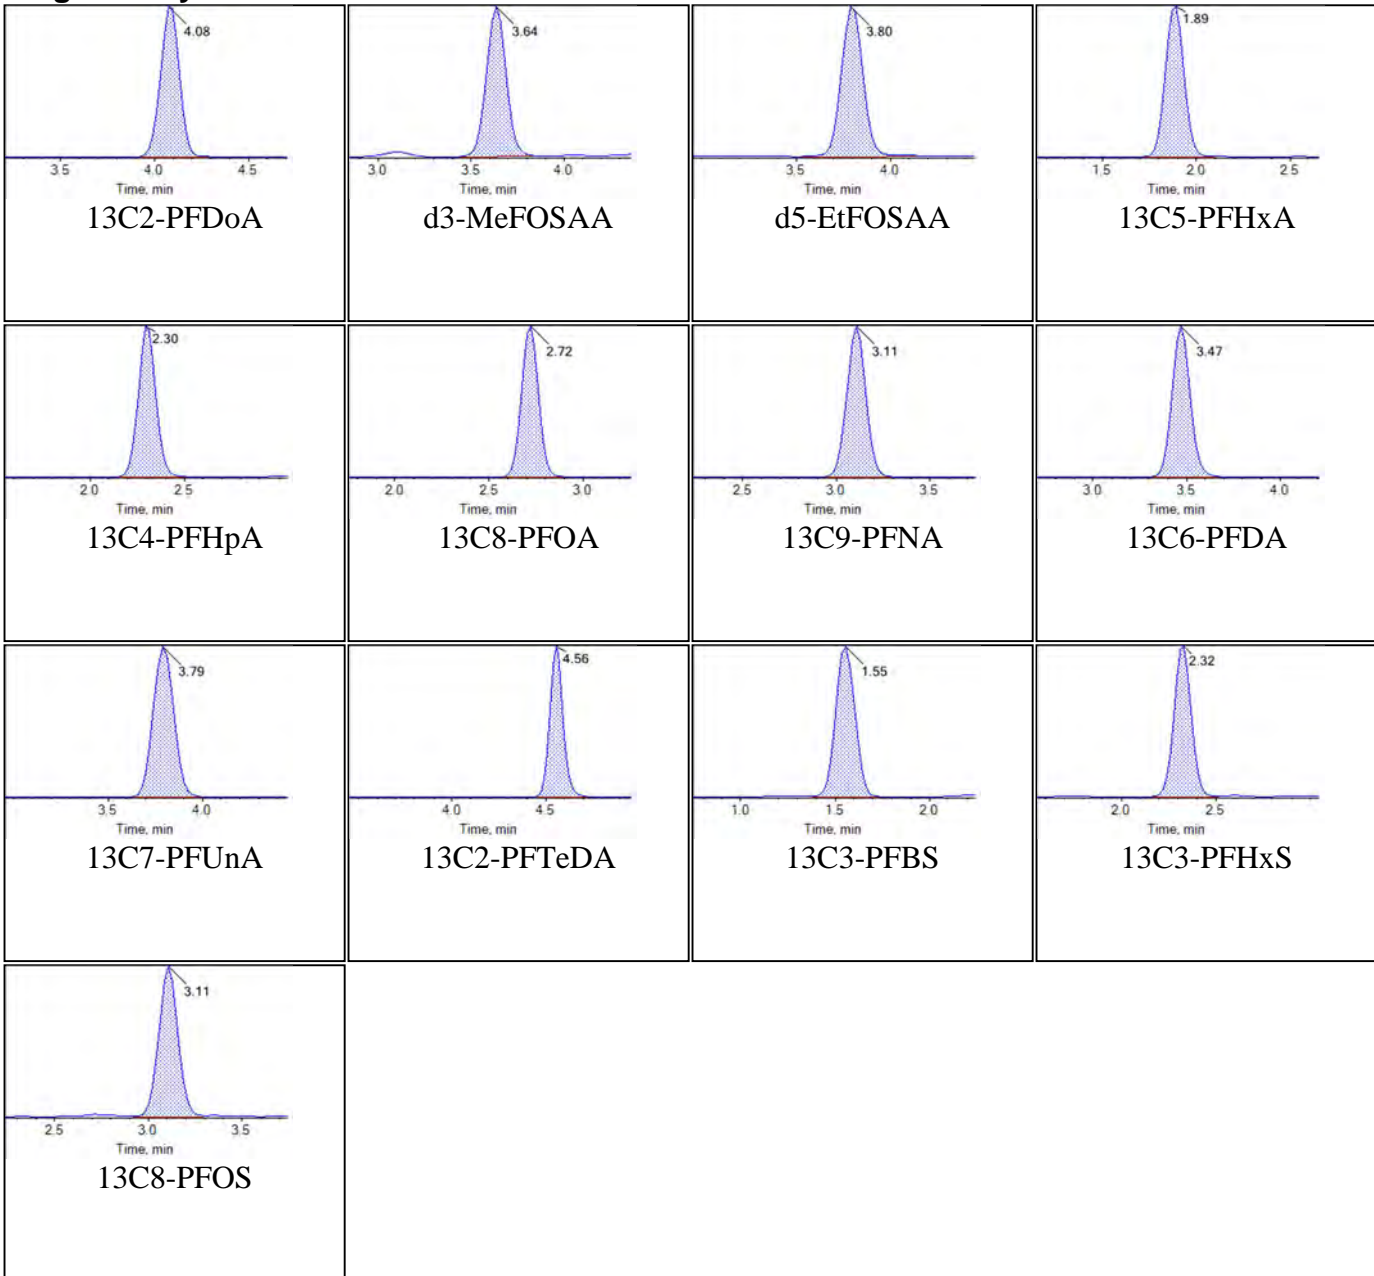 4.08
3.5 4.0 4.5
Time, min
13C2-PFDoA
3.64
3.0 3.5 4.0
Time, min
d3-MeFOSAA
3.80
3.5 4.0
Time, min
d5-EtFOSAA
1.89
1.5 2.0 2.5
Time, min
13C5-PFHxA
2.30
2.0 2.5
Time, min
13C4-PFHpA
2.72
2.0 2.5 3.0
Time, min
13C8-PFOA
3.11
2.5 3.0 3.5
Time, min
13C9-PFNA
3.47
3.0 3.5 4.0
Time, min
13C6-PFDA
3.79
3.5 4.0
Time, min
13C7-PFUnA
4.56
4.0 4.5
Time, min
13C2-PFTeDA
1.55
1.0 1.5 2.0
Time, min
13C3-PFBS
2.32
2.0 2.5
Time, min
13C3-PFHxS
3.11
2.5 3.0 3.5
Time, min
13C8-PFOS